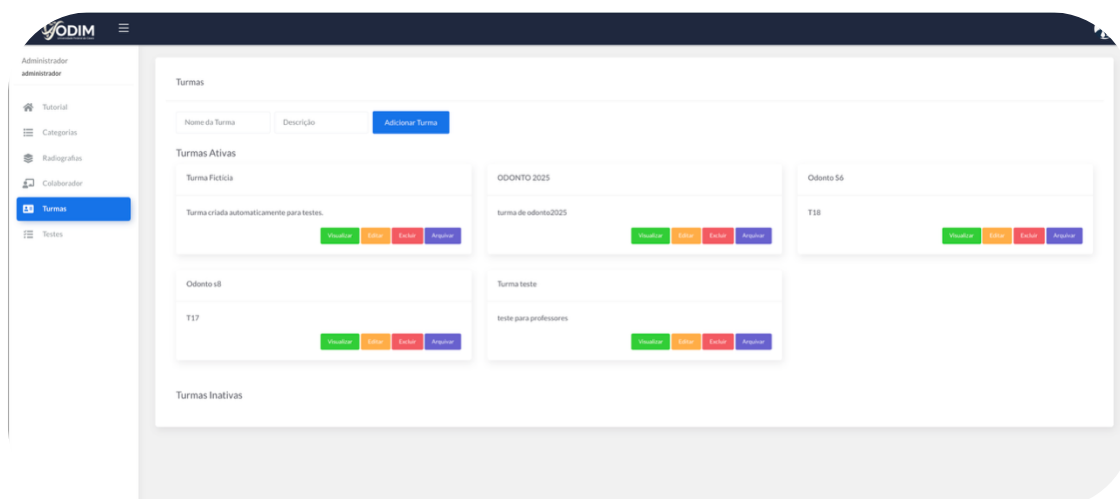 ODIM
Administrador
administrador
Tutorial
Categorias
Radiografias
Colaborador
Turmas
Testes
Turmas
Nome da Turma
Descrição
Adicionar Turma
Turmas Ativas
Turma Fictícia
Turma criada automaticamente para testes.
Visualizar Editar Excluir Arquivar
ODONTO 2025
turma de odonto2025
Visualizar Editar Excluir Arquivar
Odonto S6
T18
Visualizar Editar Excluir Arquivar
Odonto s8
T17
Visualizar Editar Excluir Arquivar
Turma teste
teste para professores
Visualizar Editar Excluir Arquivar
Turmas Inativas